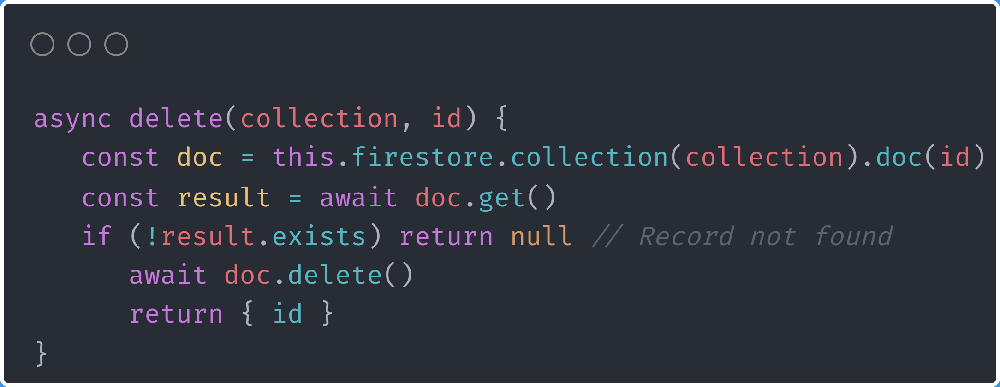 async delete(collection, id) {
   const doc = this.firestore.collection(collection).doc(id)
   const result = await doc.get()
   if (!result.exists) return null // Record not found
      await doc.delete()
      return { id }
}